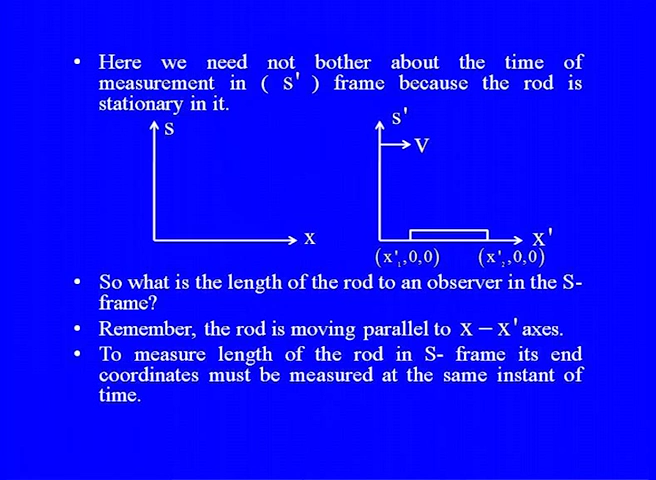 • Here we need not bother about the time of
measurement in ( S' ) frame because the rod is
stationary in it.
S
S'
V
X
X'
(x'₁,0,0) (x'₂,0,0)
• So what is the length of the rod to an observer in the S-
frame?
• Remember, the rod is moving parallel to X – X' axes.
• To measure length of the rod in S- frame its end
coordinates must be measured at the same instant of
time.